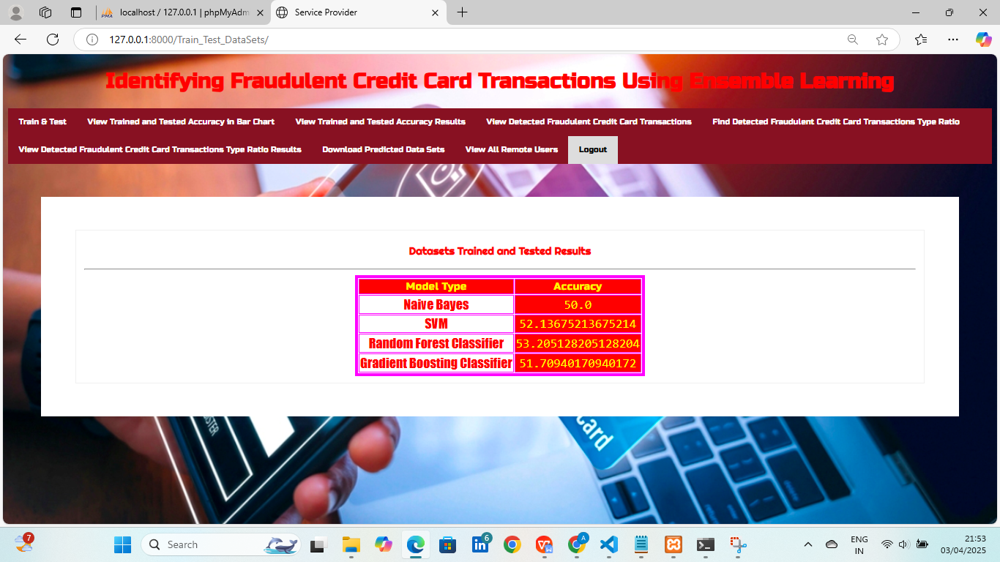 localhost / 127.0.0.1 | phpMyAdm
Service Provider
127.0.0.1:8000/Train_Test_DataSets/
Identifying Fraudulent Credit Card Transactions Using Ensemble Learning
Train & Test View Trained and Tested Accuracy in Bar Chart View Trained and Tested Accuracy Results View Detected Fraudulent Credit Card Transactions Find Detected Fraudulent Credit Card Transactions Type Ratio
View Detected Fraudulent Credit Card Transactions Type Ratio Results Download Predicted Data Sets View All Remote Users Logout
Datasets Trained and Tested Results
Model Type Accuracy
Naive Bayes 50.0
SVM 52.13675213675214
Random Forest Classifier 53.205128205128204
Gradient Boosting Classifier 51.70940170940172
card
7
Search
6
A
ENG
IN
21:53
03/04/2025